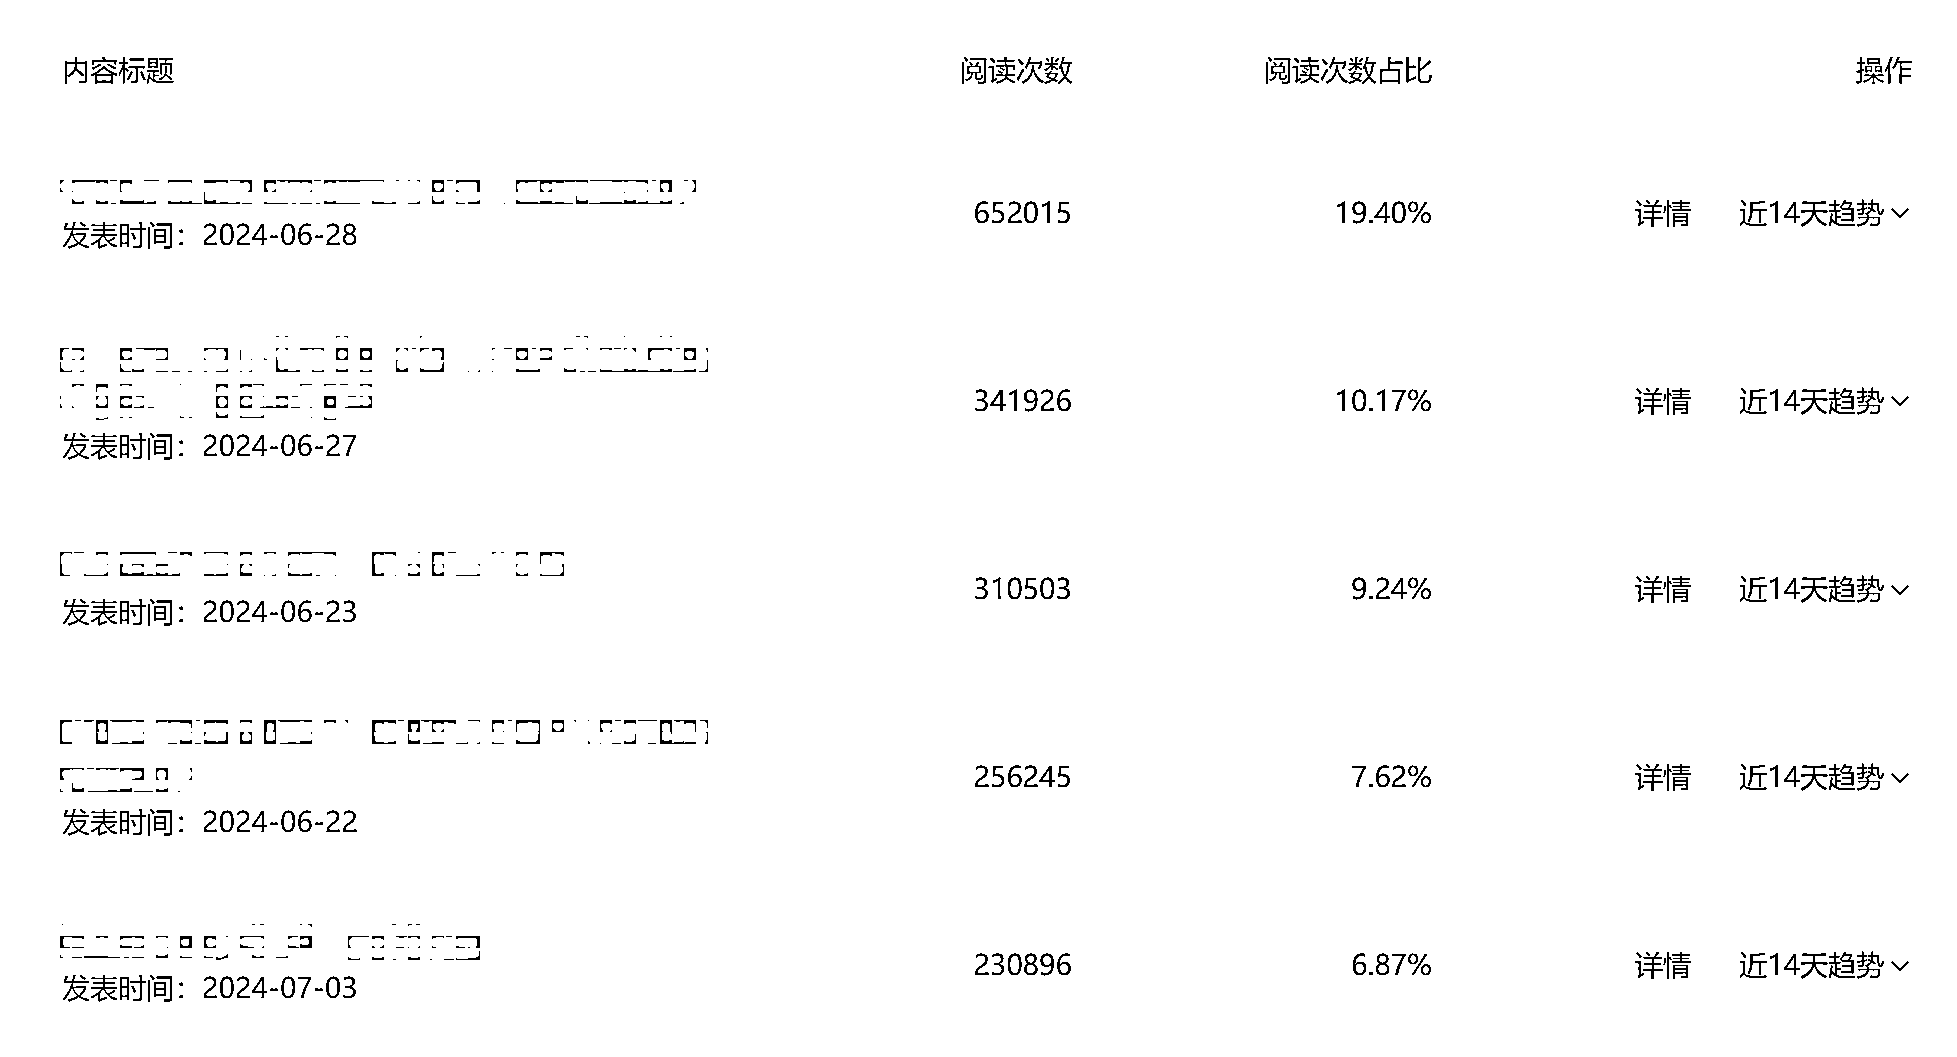 内容标题 阅读次数 阅读次数占比 操作
652015 19.40% 详情 近14天趋势
发表时间：2024-06-28
341926 10.17% 详情 近14天趋势
发表时间：2024-06-27
310503 9.24% 详情 近14天趋势
发表时间：2024-06-23
256245 7.62% 详情 近14天趋势
发表时间：2024-06-22
230896 6.87% 详情 近14天趋势
发表时间：2024-07-03